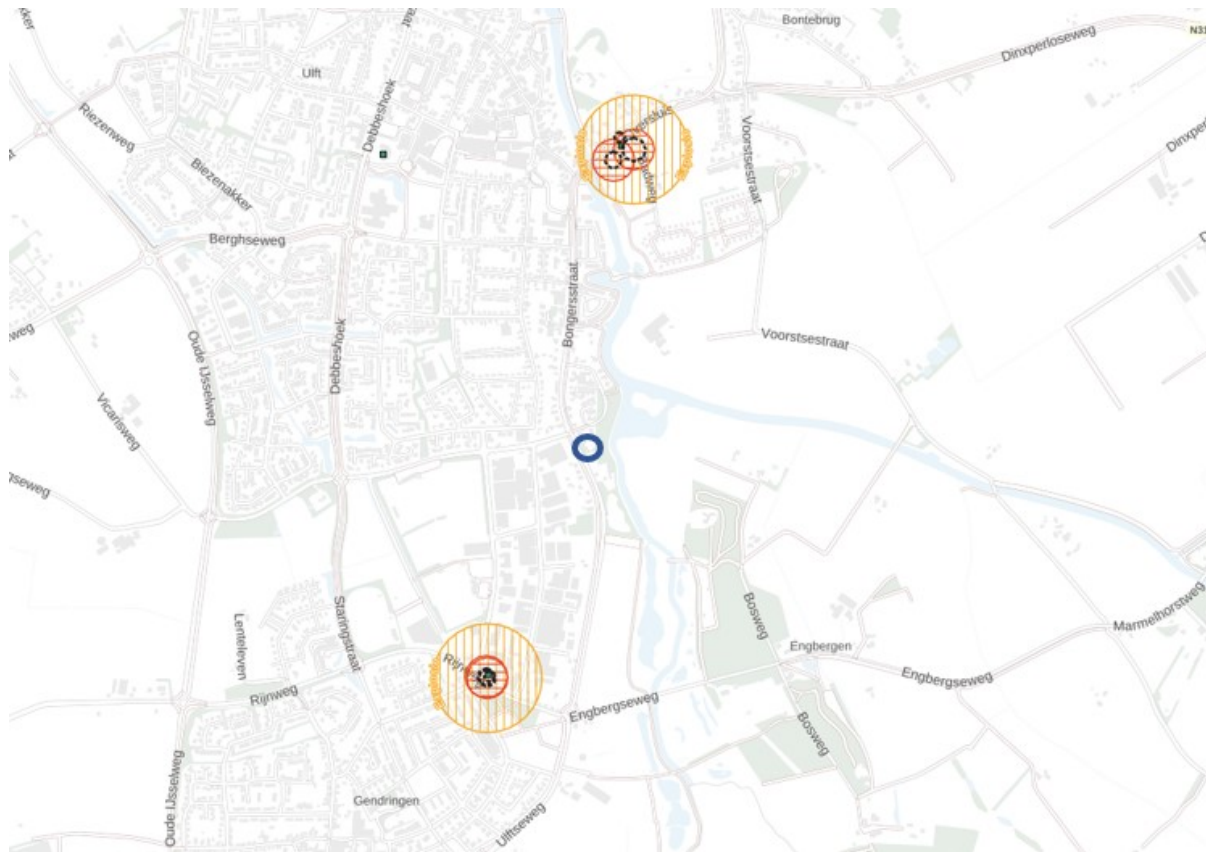 Bontebrug
N31
Dinxperloseweg
Ulft
Debbeshoek
Riezenweg
Voorstsestraat
Biezenakker
Berghseweg
Bongersstraat
Voorstsestraat
Debbeshoek
Oude IJsselweg
Vicarisweg
Bosweg
Marmelhorstweg
Staringstraat
Lenteleven
Engbergen
Engbergseweg
Rijnweg
Engbergseweg
Bosweg
Oude IJsselweg
Gendringen
Ulftseweg